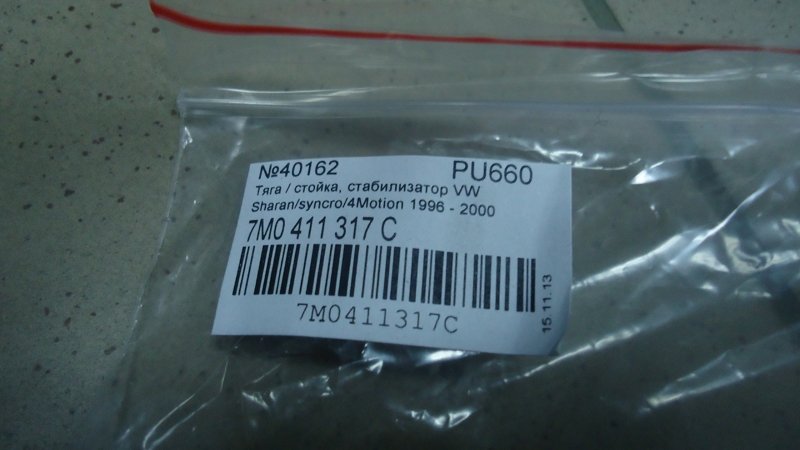 №40162 PU660
Тяга / стойка, стабилизатор VW
Sharan/syncro/4Motion 1996 - 2000
7M0 411 317 C
7M0411317C
15.11.13